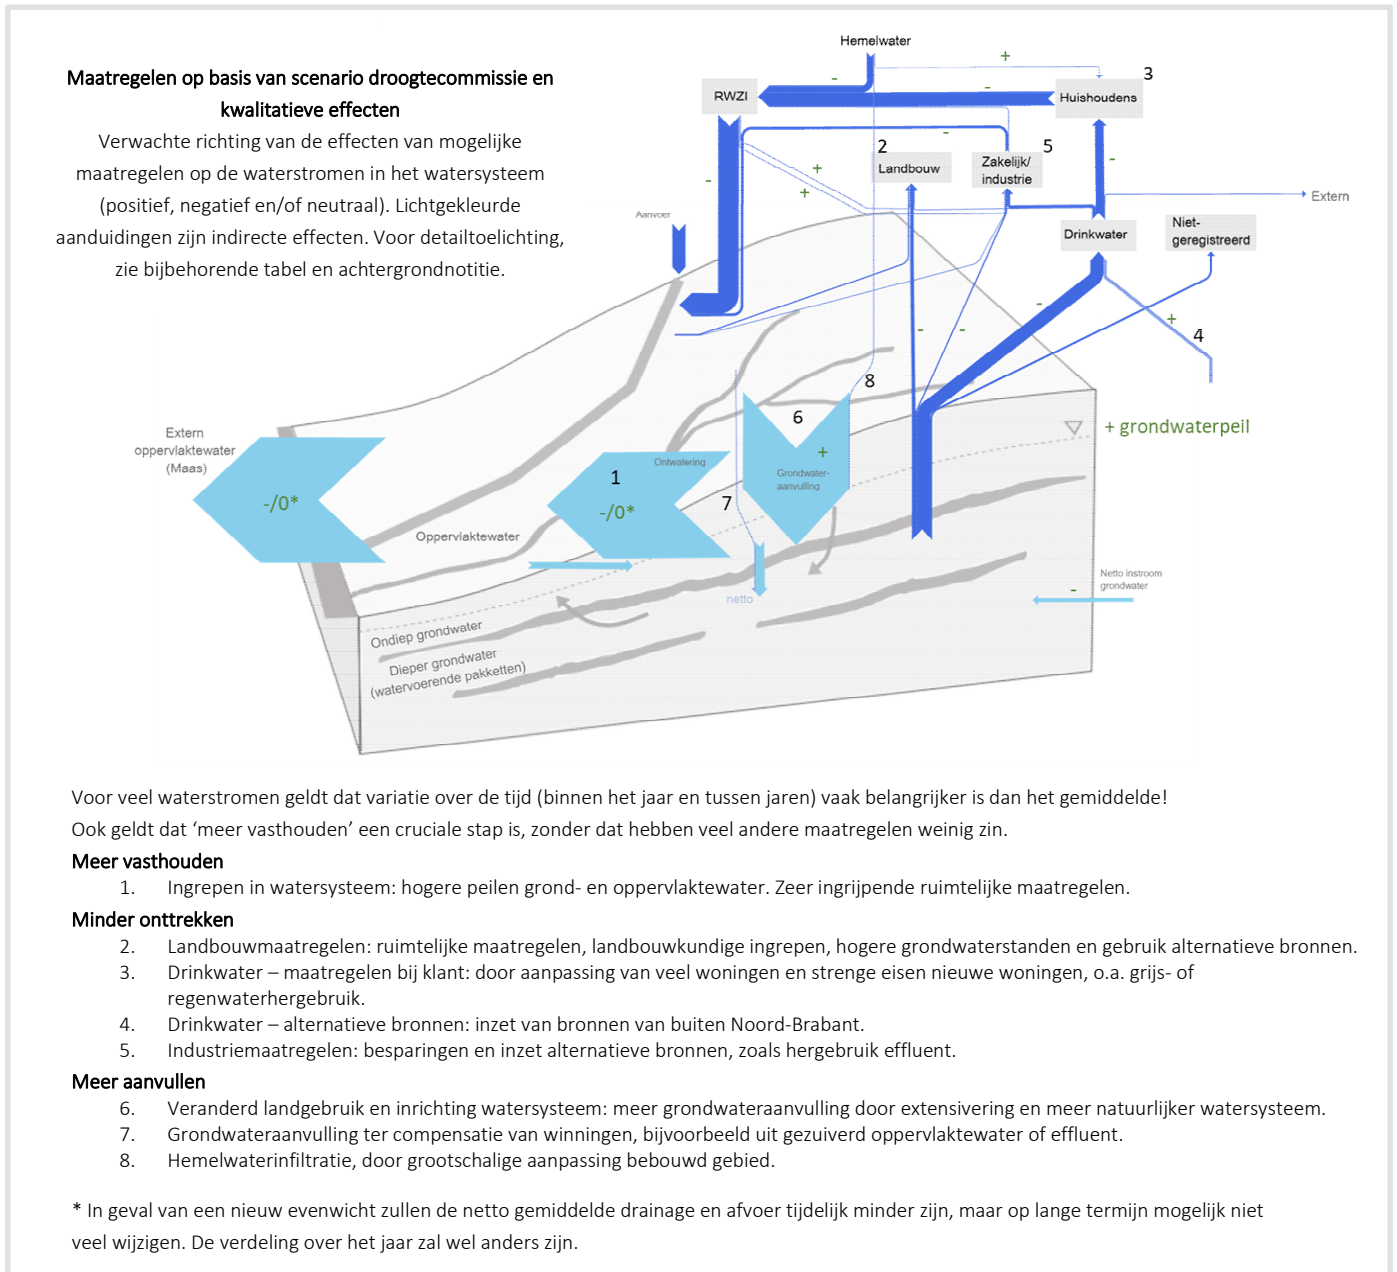 Maatregelen op basis van scenario droogtecommissie en
kwalitatieve effecten
Verwachte richting van de effecten van mogelijke
maatregelen op de waterstromen in het watersysteem
(positief, negatief en/of neutraal). Lichtgekleurde
aanduidingen zijn indirecte effecten. Voor detailtoelichting,
zie bijbehorende tabel en achtergrondnotitie.
Hemelwater
+
3
-
-
RWZI
Huishoudens
-
2
5
-
-
+
+
Landbouw
Zakelijk/
industrie
Extern
Aanvoer
Drinkwater
Niet-
geregistreerd
-
+
4
-
-
8
6
+ grondwaterpeil
Extern
oppervlaktewater
(Maas)
+
Ontwatering
1
Grondwater-
aanvulling
-/0*
-/0*
7
Oppervlaktewater
Netto instroom
grondwater
-
netto
Ondiep grondwater
Dieper grondwater
(watervoerende pakketten)
Voor veel waterstromen geldt dat variatie over de tijd (binnen het jaar en tussen jaren) vaak belangrijker is dan het gemiddelde!
Ook geldt dat ‘meer vasthouden’ een cruciale stap is, zonder dat hebben veel andere maatregelen weinig zin.
Meer vasthouden
1. Ingrepen in watersysteem: hogere peilen grond- en oppervlaktewater. Zeer ingrijpende ruimtelijke maatregelen.
Minder onttrekken
2. Landbouwmaatregelen: ruimtelijke maatregelen, landbouwkundige ingrepen, hogere grondwaterstanden en gebruik alternatieve bronnen.
3. Drinkwater – maatregelen bij klant: door aanpassing van veel woningen en strenge eisen nieuwe woningen, o.a. grijs- of
regenwaterhergebruik.
4. Drinkwater – alternatieve bronnen: inzet van bronnen van buiten Noord-Brabant.
5. Industriemaatregelen: besparingen en inzet alternatieve bronnen, zoals hergebruik effluent.
Meer aanvullen
6. Veranderd landgebruik en inrichting watersysteem: meer grondwateraanvulling door extensivering en meer natuurlijker watersysteem.
7. Grondwateraanvulling ter compensatie van winningen, bijvoorbeeld uit gezuiverd oppervlaktewater of effluent.
8. Hemelwaterinfiltratie, door grootschalige aanpassing bebouwd gebied.
* In geval van een nieuw evenwicht zullen de netto gemiddelde drainage en afvoer tijdelijk minder zijn, maar op lange termijn mogelijk niet
veel wijzigen. De verdeling over het jaar zal wel anders zijn.